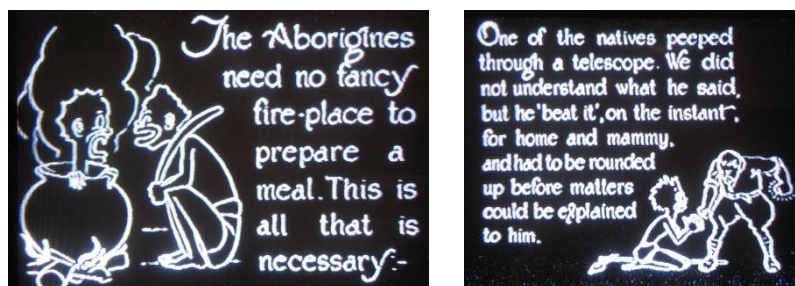 The Aborigines
need no fancy
fire-place to
prepare a
meal. This is
all that is
necessary:-
One of the natives peeped
through a telescope. We did
not understand what he said,
but he 'beat it', on the instant,
for home and mammy,
and had to be rounded
up before matters
could be explained
to him.